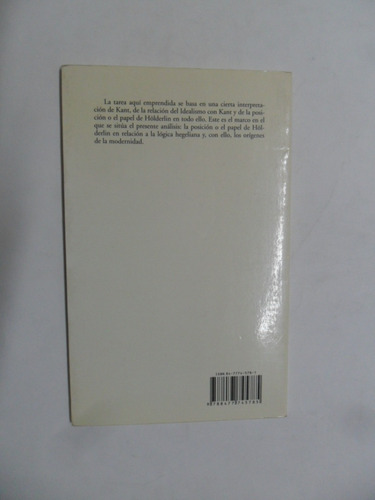 La tarea aquí emprendida se basa en una cierta interpreta-
ción de Kant, de la relación del Idealismo con Kant y de la posi-
ción o el papel de Hölderlin en todo ello. Este es el marco en el
que se sitúa el presente análisis: la posición o el papel de Höl-
derlin en relación a la lógica hegeliana y, con ello, los orígenes
de la modernidad.